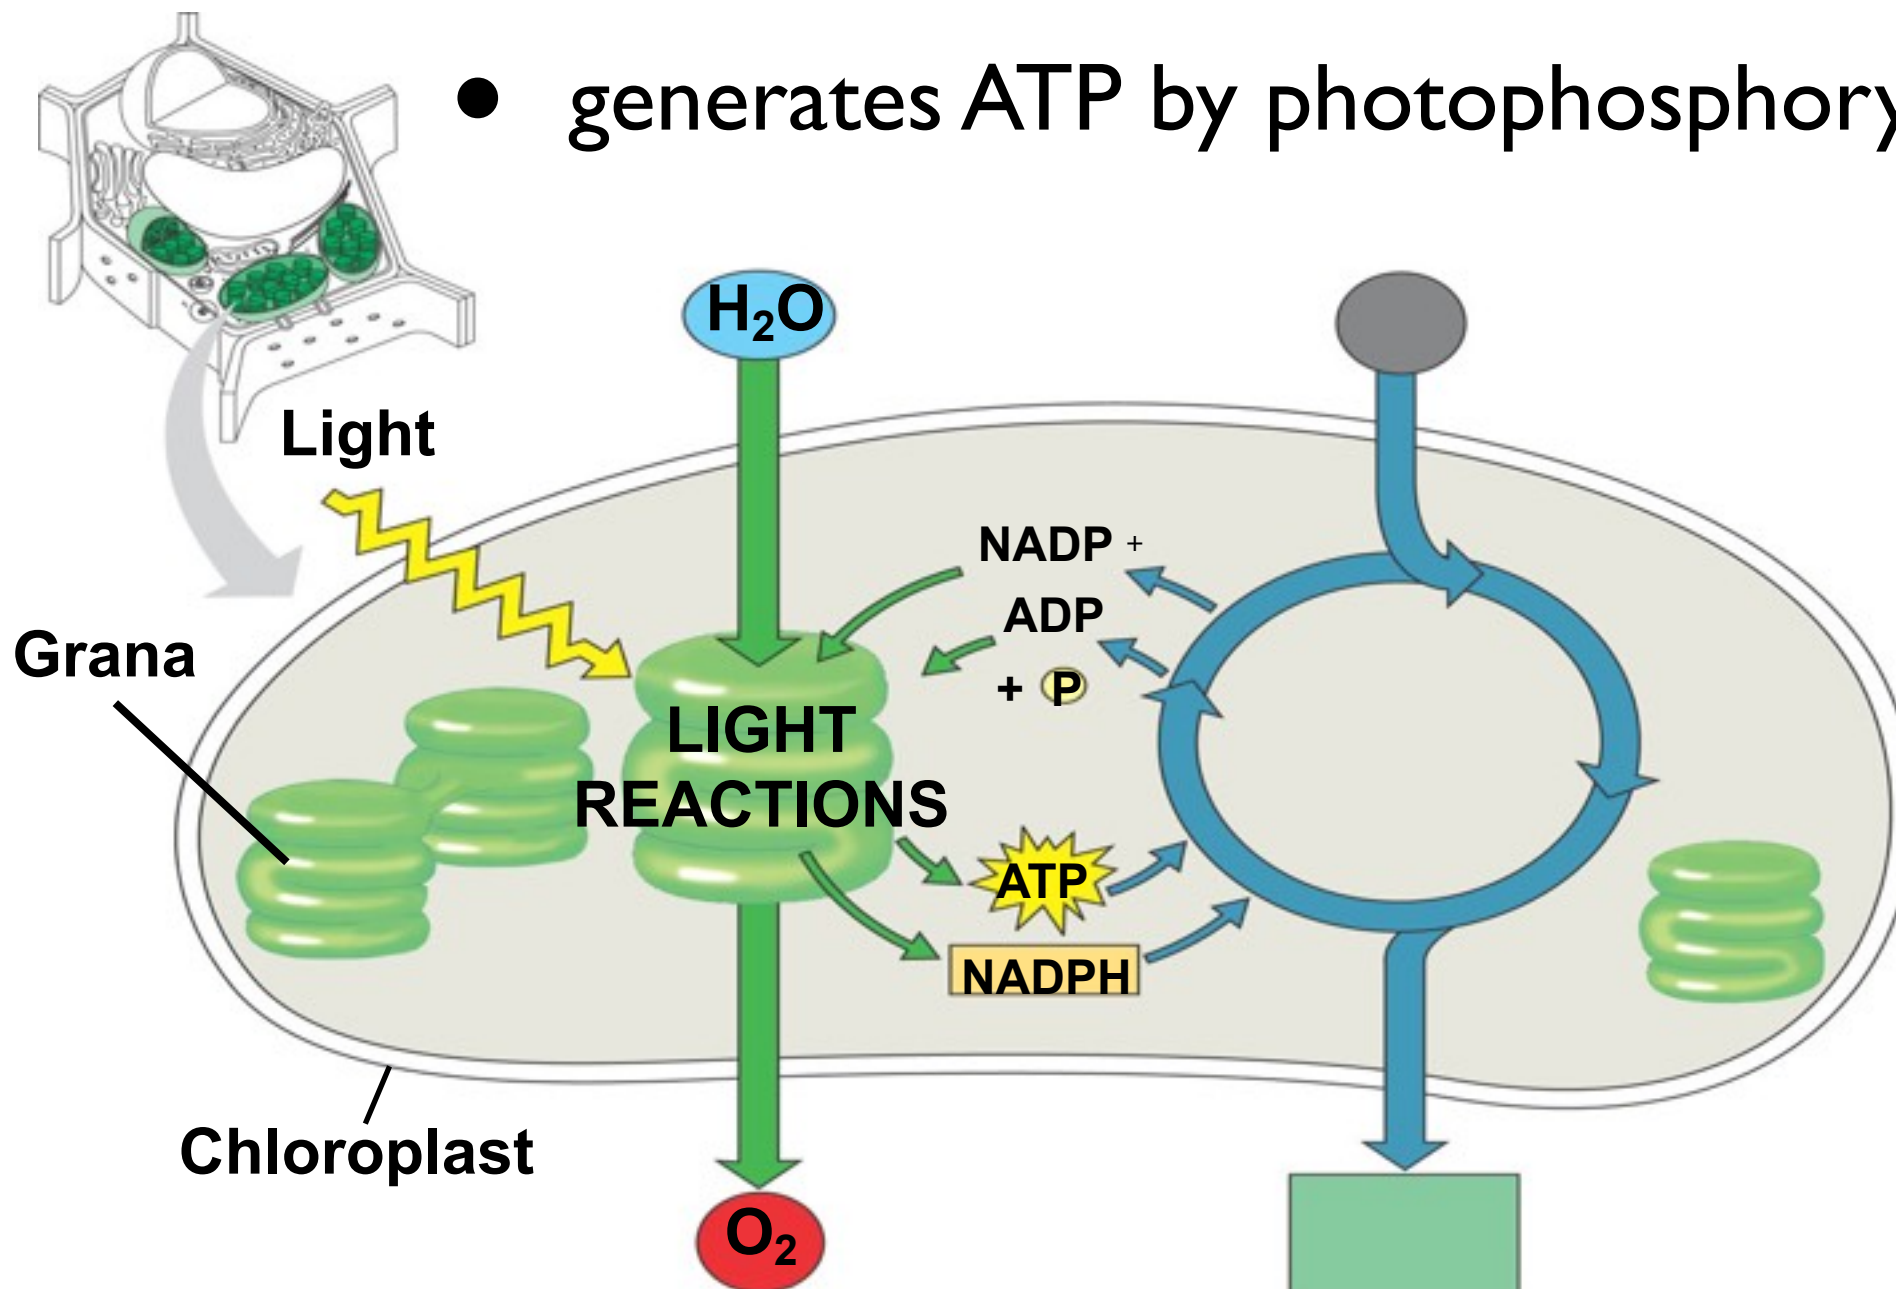 • generates ATP by photophosphory
H₂O
Light
NADP +
ADP
+ P
Grana
LIGHT
REACTIONS
ATP
NADPH
Chloroplast
O₂